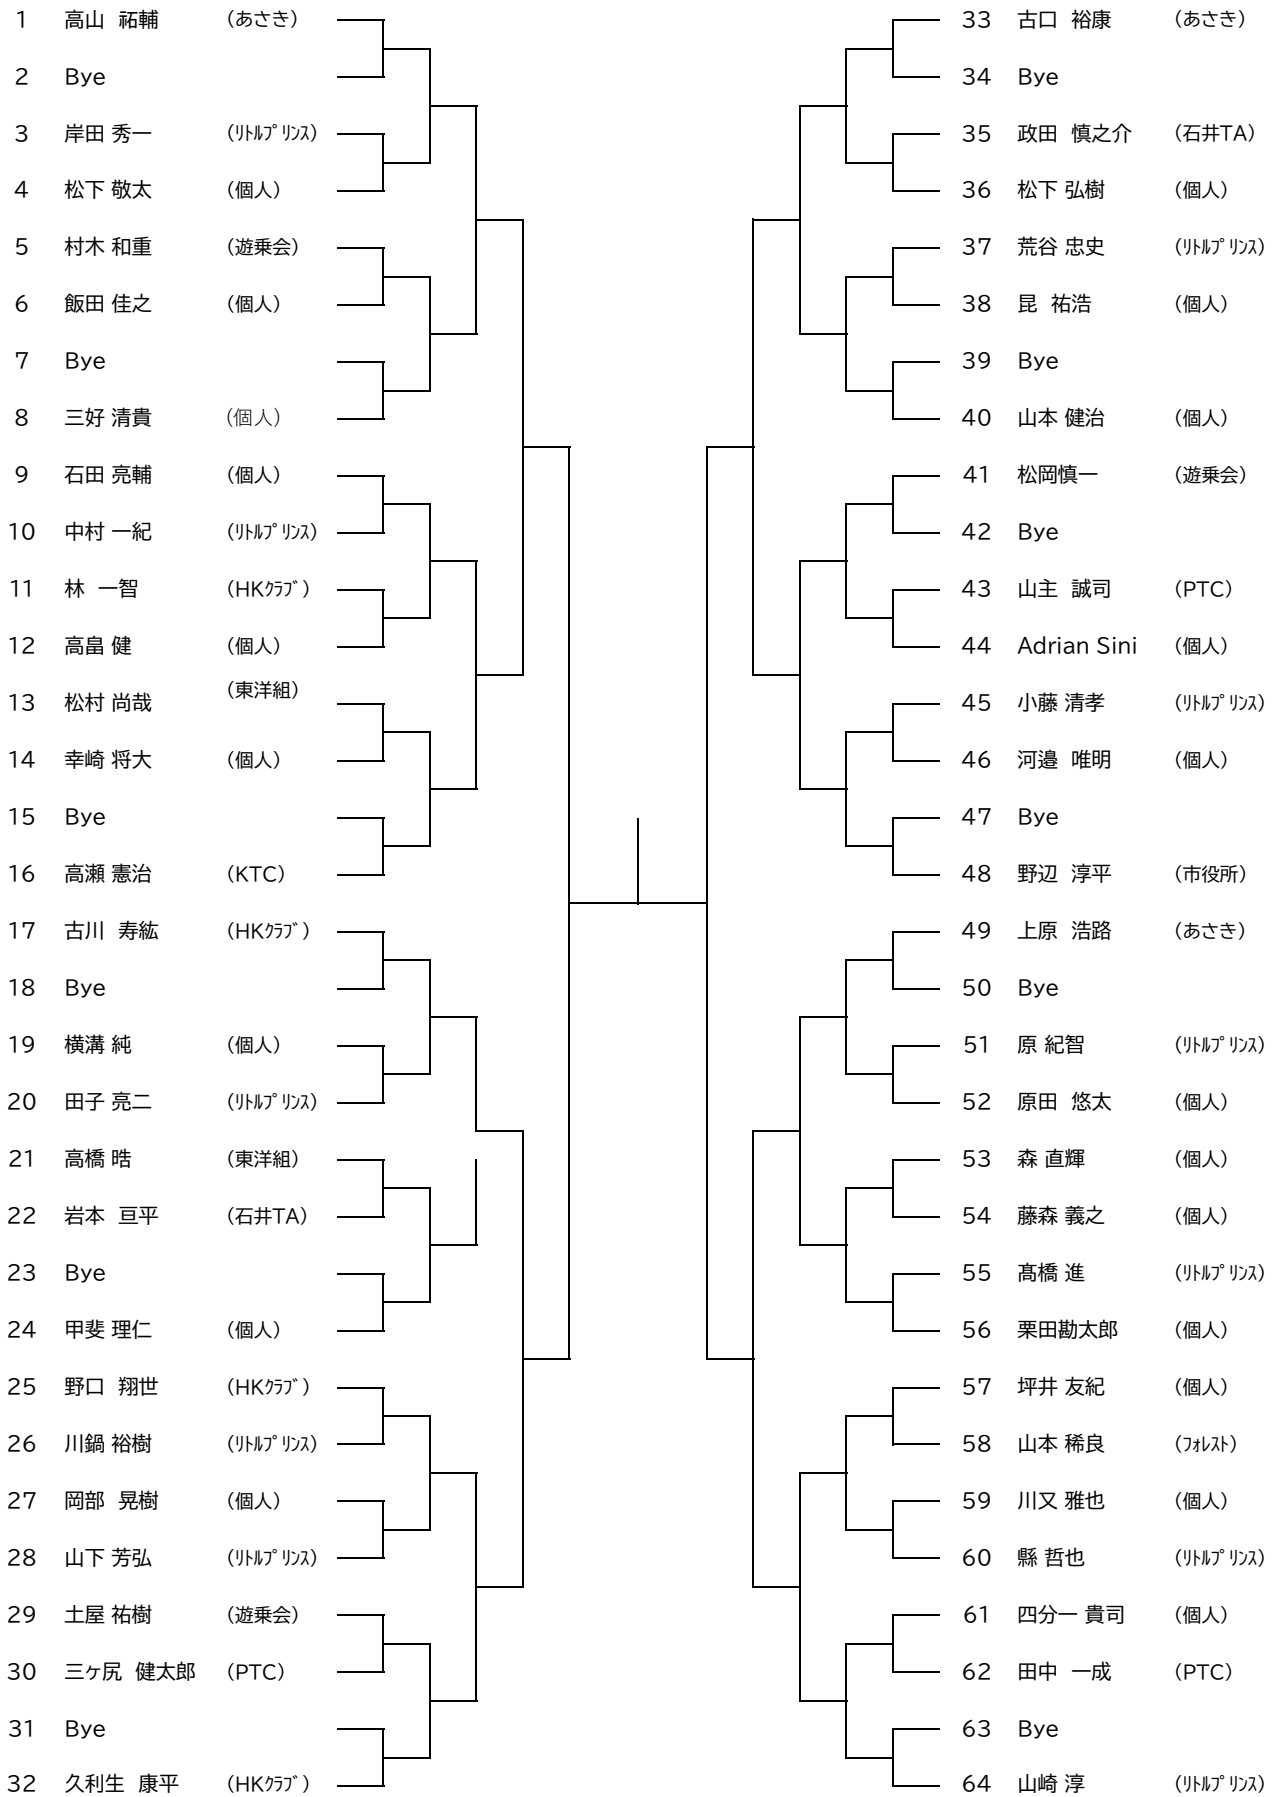 1 高山 祏輔 （あさき）
2 Bye
3 岸田 秀一 （ﾘﾄﾙﾌﾟﾘﾝｽ）
4 松下 敬太 （個人）
5 村木 和重 （遊乗会）
6 飯田 佳之 （個人）
7 Bye
8 三好 清貴 （個人）
9 石田 亮輔 （個人）
10 中村 一紀 （ﾘﾄﾙﾌﾟﾘﾝｽ）
11 林 一智 （HKｸﾗﾌﾞ）
12 高畠 健 （個人）
13 松村 尚哉 （東洋組）
14 幸崎 将大 （個人）
15 Bye
16 高瀬 憲治 （KTC）
17 古川 寿紘 （HKｸﾗﾌﾞ）
18 Bye
19 横溝 純 （個人）
20 田子 亮二 （ﾘﾄﾙﾌﾟﾘﾝｽ）
21 高橋 晧 （東洋組）
22 岩本 亘平 （石井TA）
23 Bye
24 甲斐 理仁 （個人）
25 野口 翔世 （HKｸﾗﾌﾞ）
26 川鍋 裕樹 （ﾘﾄﾙﾌﾟﾘﾝｽ）
27 岡部 晃樹 （個人）
28 山下 芳弘 （ﾘﾄﾙﾌﾟﾘﾝｽ）
29 土屋 祐樹 （遊乗会）
30 三ヶ尻 健太郎 （PTC）
31 Bye
32 久利生 康平 （HKｸﾗﾌﾞ）
33 古口 裕康 （あさき）
34 Bye
35 政田 慎之介 （石井TA）
36 松下 弘樹 （個人）
37 荒谷 忠史 （ﾘﾄﾙﾌﾟﾘﾝｽ）
38 昆 祐浩 （個人）
39 Bye
40 山本 健治 （個人）
41 松岡慎一 （遊乗会）
42 Bye
43 山主 誠司 （PTC）
44 Adrian Sini （個人）
45 小藤 清孝 （ﾘﾄﾙﾌﾟﾘﾝｽ）
46 河邉 唯明 （個人）
47 Bye
48 野辺 淳平 （市役所）
49 上原 浩路 （あさき）
50 Bye
51 原 紀智 （ﾘﾄﾙﾌﾟﾘﾝｽ）
52 原田 悠太 （個人）
53 森 直輝 （個人）
54 藤森 義之 （個人）
55 髙橋 進 （ﾘﾄﾙﾌﾟﾘﾝｽ）
56 栗田勘太郎 （個人）
57 坪井 友紀 （個人）
58 山本 稀良 （ﾌｫﾚｽﾄ）
59 川又 雅也 （個人）
60 縣 哲也 （ﾘﾄﾙﾌﾟﾘﾝｽ）
61 四分一 貴司 （個人）
62 田中 一成 （PTC）
63 Bye
64 山崎 淳 （ﾘﾄﾙﾌﾟﾘﾝｽ）